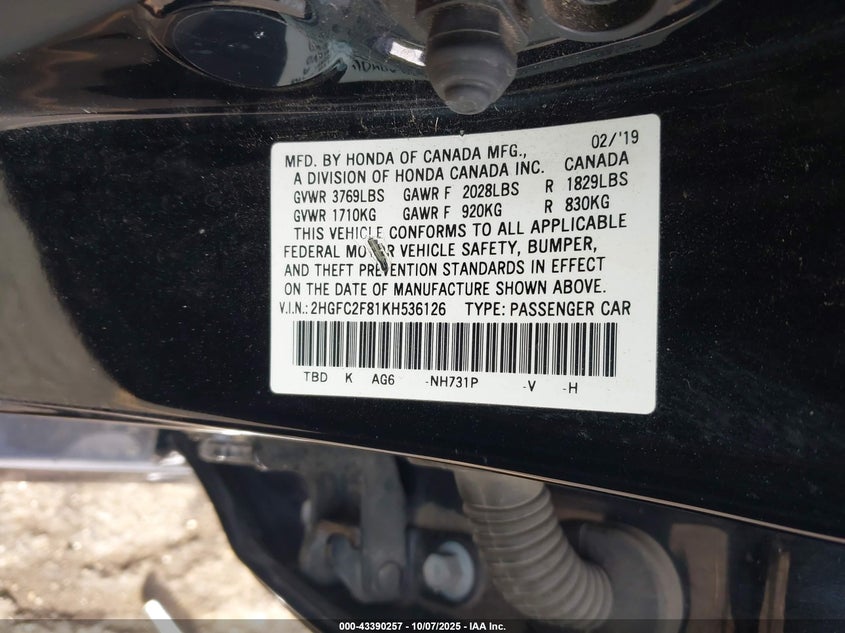 02/'19
MFD. BY HONDA OF CANADA MFG.,
A DIVISION OF HONDA CANADA INC. CANADA
GVWR 3769LBS GAWR F 2028LBS R 1829LBS
GVWR 1710KG GAWR F 920KG R 830KG
THIS VEHICLE CONFORMS TO ALL APPLICABLE
FEDERAL MOTOR VEHICLE SAFETY, BUMPER,
AND THEFT PREVENTION STANDARDS IN EFFECT
ON THE DATE OF MANUFACTURE SHOWN ABOVE.
V.I.N.: 2HGFC2F81KH536126 TYPE: PASSENGER CAR
TBD K AG6 -NH731P -V -H
000-43390257 - 10/07/2025 - IAA Inc.